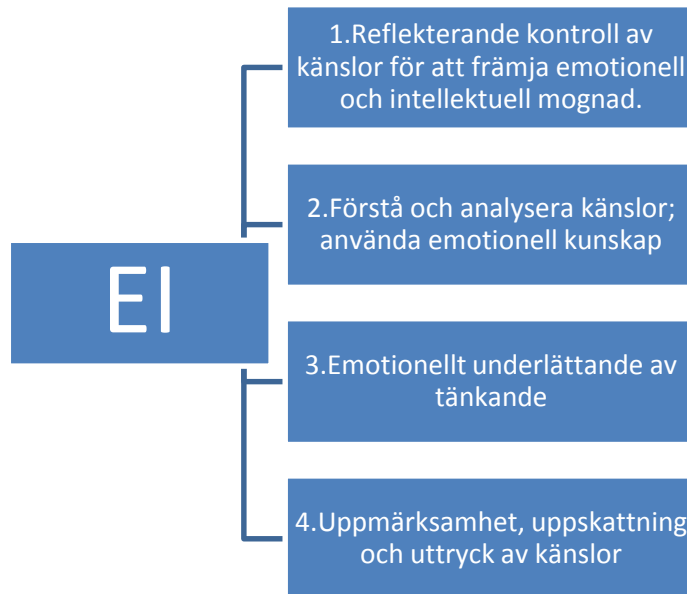 EI
1.Reflekterande kontroll av
känslor för att främja emotionell
och intellektuell mognad.
2.Förstå och analysera känslor;
använda emotionell kunskap
3.Emotionellt underlättande av
tänkande
4.Uppmärksamhet, uppskattning
och uttryck av känslor